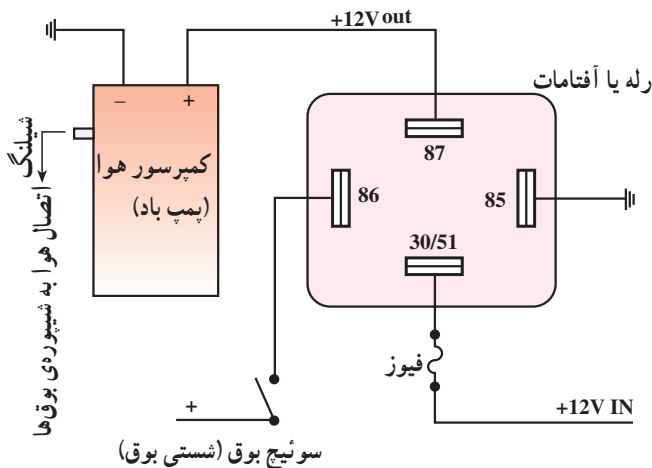 +12V out
رله یا آفتامات
– +
کمپرسور هوا
(پمپ باد)
شیلنگ
اتصال هوا به شیپوره‌ی بوق‌ها
87
86
85
30/51
فیوز
+12V IN
+
سوئیچ بوق (شستی بوق)